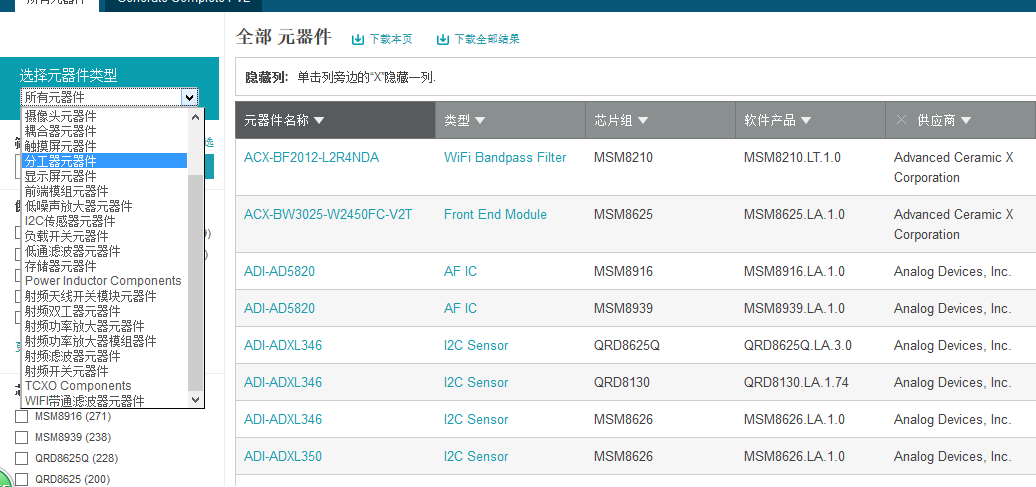 所有元器件 Generate Complete PVL
全部 元器件 下载本页 下载全部结果
选择元器件类型
所有元器件
摄像头元器件
耦合器元器件
触摸屏元器件
分工器元器件
显示屏元器件
前端模组元器件
低噪声放大器元器件
I2C传感器元器件
负载开关元器件
低通滤波器元器件
存储器元器件
Power Inductor Components
射频天线开关模块元器件
射频双工器元器件
射频功率放大器元器件
射频功率放大器模组器件
射频滤波器元器件
射频开关元器件
TCXO Components
WIFI带通滤波器元器件
MSM8916 (271)
MSM8939 (238)
QRD8625Q (228)
QRD8625 (200)
隐藏列: 单击列旁边的“X”隐藏一列.
元器件名称 类型 芯片组 软件产品 供应商
ACX-BF2012-L2R4NDA WiFi Bandpass Filter MSM8210 MSM8210.LT.1.0 Advanced Ceramic X
Corporation
ACX-BW3025-W2450FC-V2T Front End Module MSM8625 MSM8625.LA.1.0 Advanced Ceramic X
Corporation
ADI-AD5820 AF IC MSM8916 MSM8916.LA.1.0 Analog Devices, Inc.
ADI-AD5820 AF IC MSM8939 MSM8939.LA.1.0 Analog Devices, Inc.
ADI-ADXL346 I2C Sensor QRD8625Q QRD8625Q.LA.3.0 Analog Devices, Inc.
ADI-ADXL346 I2C Sensor QRD8130 QRD8130.LA.1.74 Analog Devices, Inc.
ADI-ADXL346 I2C Sensor MSM8626 MSM8626.LA.1.0 Analog Devices, Inc.
ADI-ADXL350 I2C Sensor MSM8626 MSM8626.LA.1.0 Analog Devices, Inc.